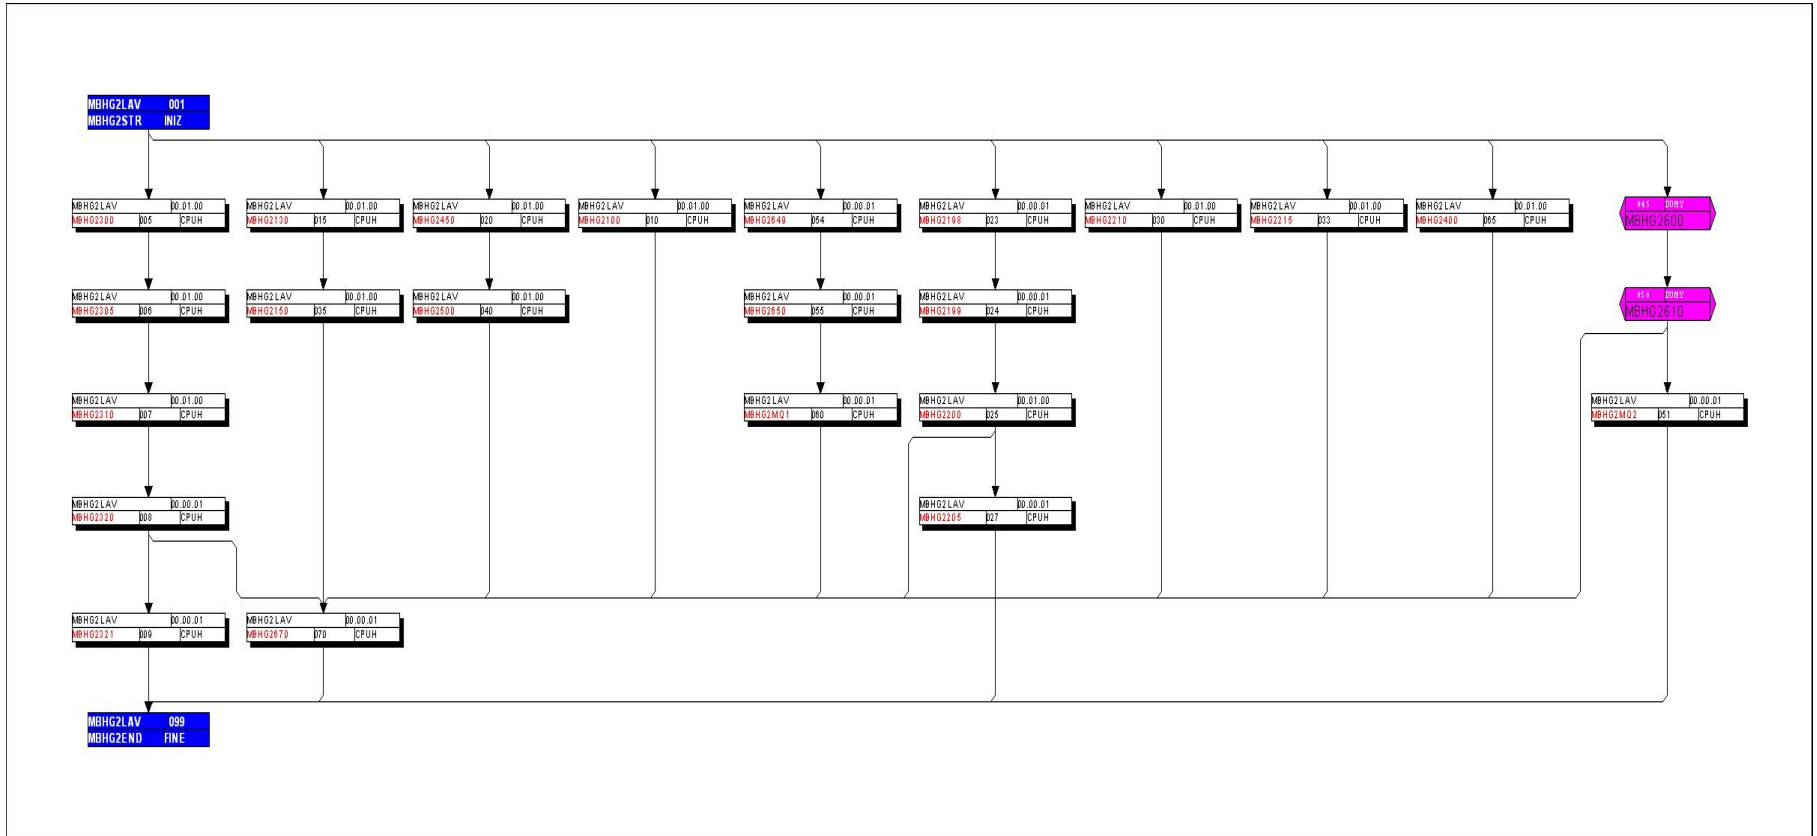 MBHG2LAV 001
MBHG2STR INIZ
MBHG2LAV 00.01.00
MBHG2300 005 CPUH
MBHG2LAV 00.01.00
MBHG2130 015 CPUH
MBHG2LAV 00.01.00
MBHG2450 020 CPUH
MBHG2LAV 00.01.00
MBHG2100 010 CPUH
MBHG2LAV 00.01.00
MBHG2649 054 CPUH
MBHG2LAV 00.00.01
MBHG2198 023 CPUH
MBHG2LAV 00.01.00
MBHG2210 030 CPUH
MBHG2LAV 00.01.00
MBHG2215 033 CPUH
MBHG2LAV 00.01.00
MBHG2400 065 CPUH
045 DUMY
MBHG2600
MBHG2LAV 00.01.00
MBHG2305 006 CPUH
MBHG2LAV 00.01.00
MBHG2150 035 CPUH
MBHG2LAV 00.01.00
MBHG2500 040 CPUH
MBHG2LAV 00.00.01
MBHG2650 055 CPUH
MBHG2LAV 00.00.01
MBHG2199 024 CPUH
050 DUMY
MBHG2610
MBHG2LAV 00.01.00
MBHG2310 007 CPUH
MBHG2LAV 00.00.01
MBHG2MQ1 060 CPUH
MBHG2LAV 00.01.00
MBHG2200 025 CPUH
MBHG2LAV 00.00.01
MBHG2MQ2 051 CPUH
MBHG2LAV 00.00.01
MBHG2320 008 CPUH
MBHG2LAV 00.00.01
MBHG2205 027 CPUH
MBHG2LAV 00.00.01
MBHG2321 009 CPUH
MBHG2LAV 00.00.01
MBHG2670 070 CPUH
MBHG2LAV 099
MBHG2END FINE